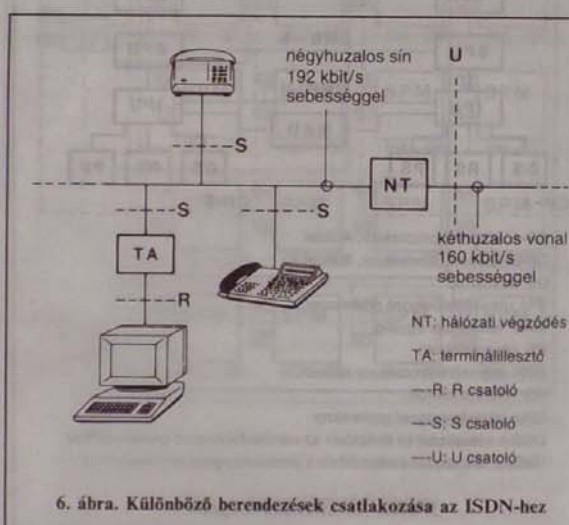 négyhuzalos sín
192 kbit/s
sebességgel
U
S
NT
S
S
kéthuzalos vonal
160 kbit/s
sebességgel
TA
R
NT: hálózati végződés
TA: terminálillesztő
----R: R csatoló
----S: S csatoló
----U: U csatoló
6. ábra. Különböző berendezések csatlakozása az ISDN-hez